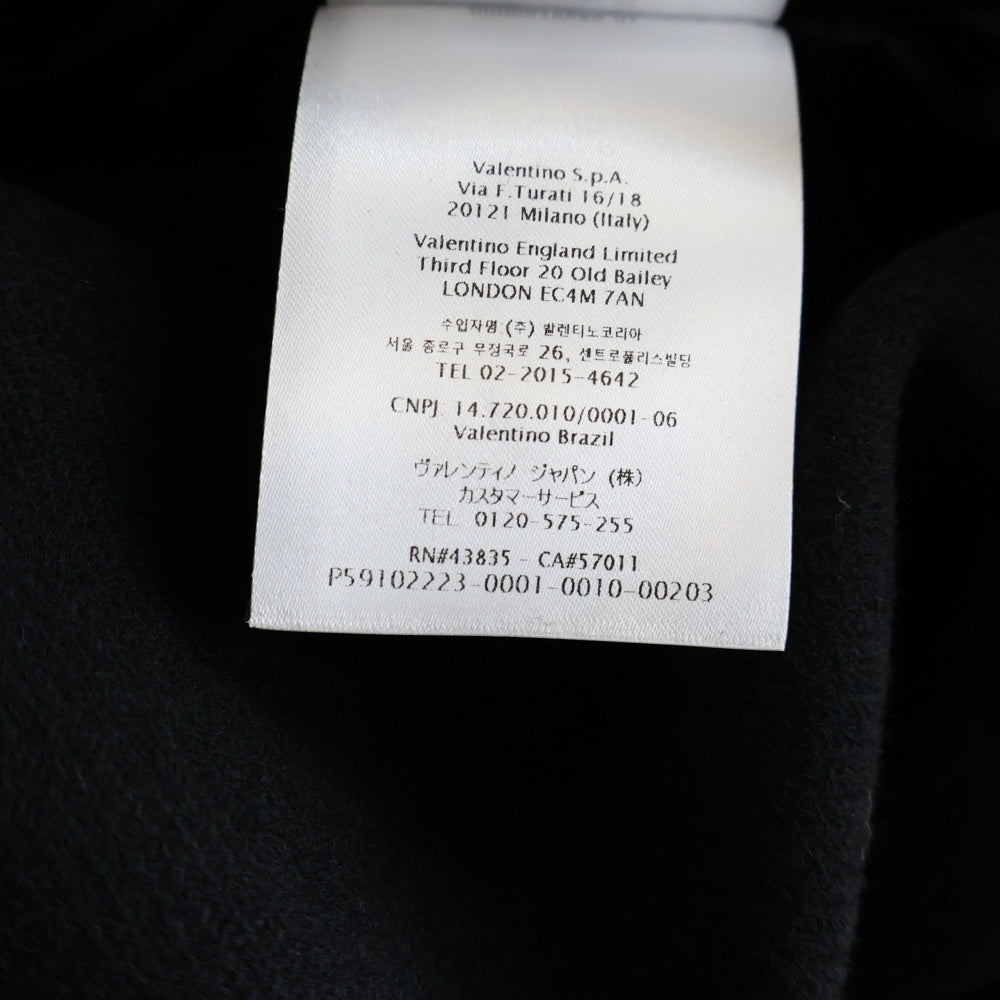 Valentino S.p.A.
Via F.Turati 16/18
20121 Milano (Italy)
Valentino England Limited
Third Floor 20 Old Bailey
LONDON EC4M 7AN
수입자명:(주) 발렌티노코리아
서울 종로구 우정국로 26, 센트로폴리스빌딩
TEL 02-2015-4642
CNPJ: 14.720.010/0001-06
Valentino Brazil
ヴァレンティノ ジャパン (株)
カスタマーサービス
TEL 0120-575-255
RN#43835 - CA#57011
P59102223-0001-0010-00203